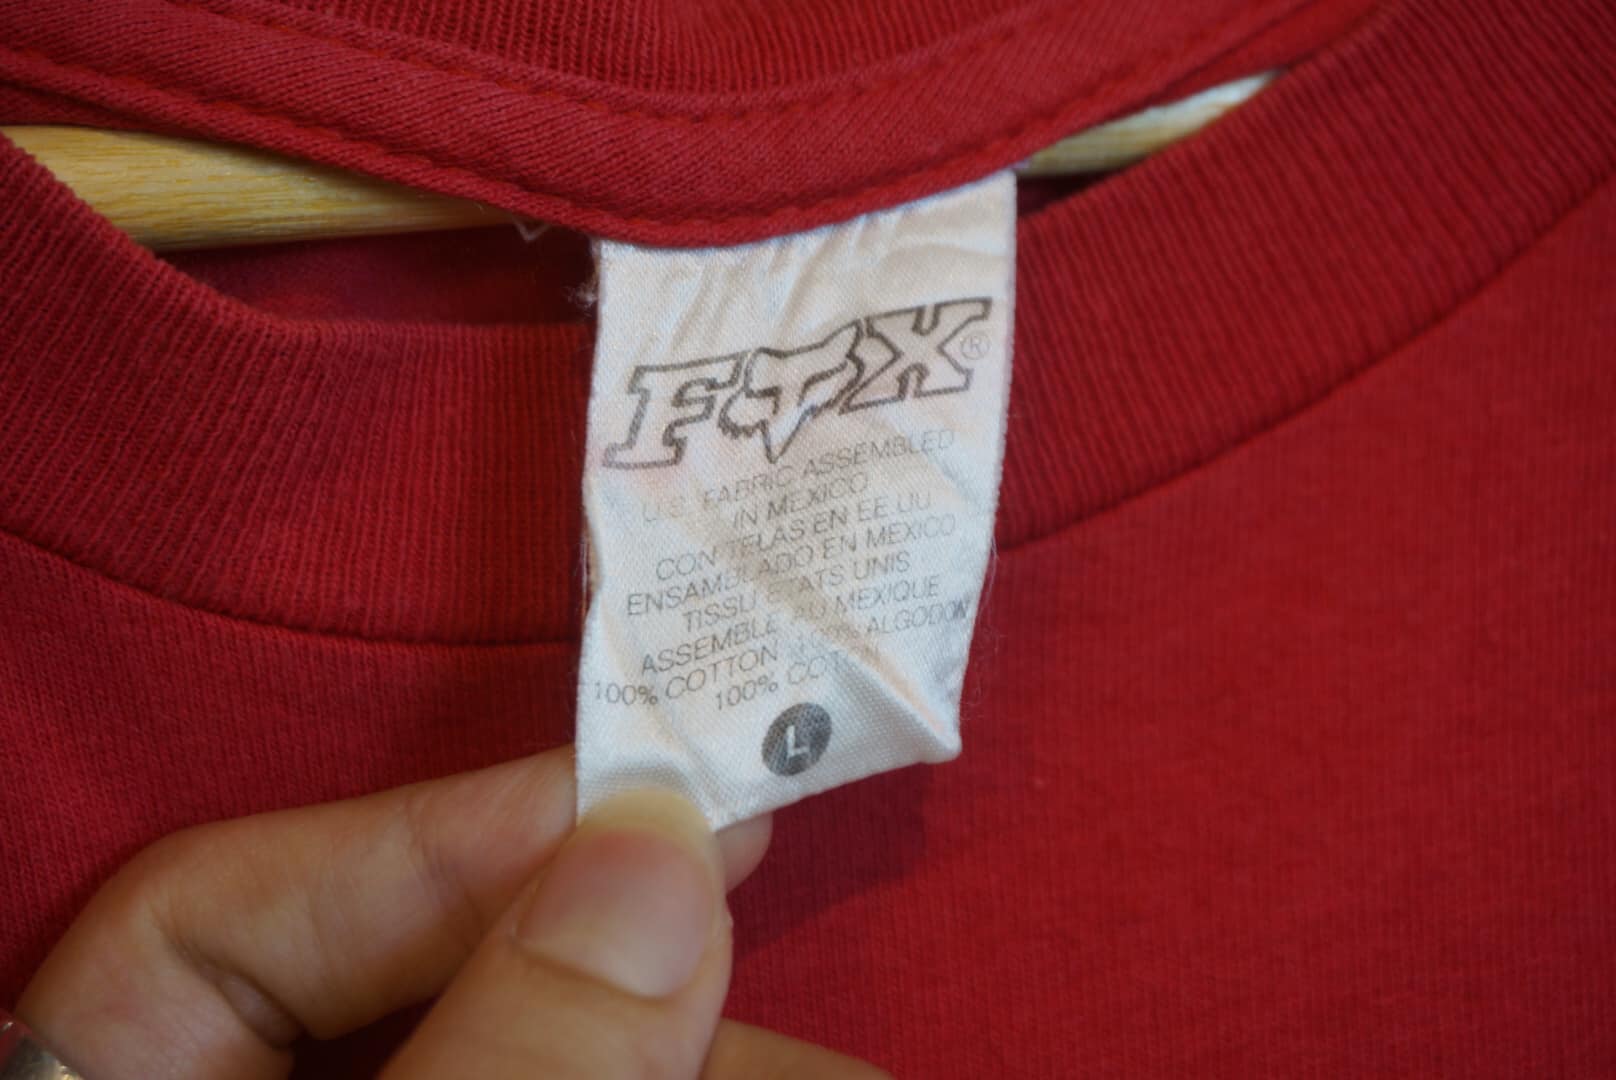 FOX®
U.S. FABRIC ASSEMBLED
IN MEXICO
CON TELAS EN EE UU
ENSAMBLADO EN MEXICO
TISSU ETATS UNIS
ASSEMBLE AU MEXIQUE
100% COTTON 100% ALGODON
100% COTON
L